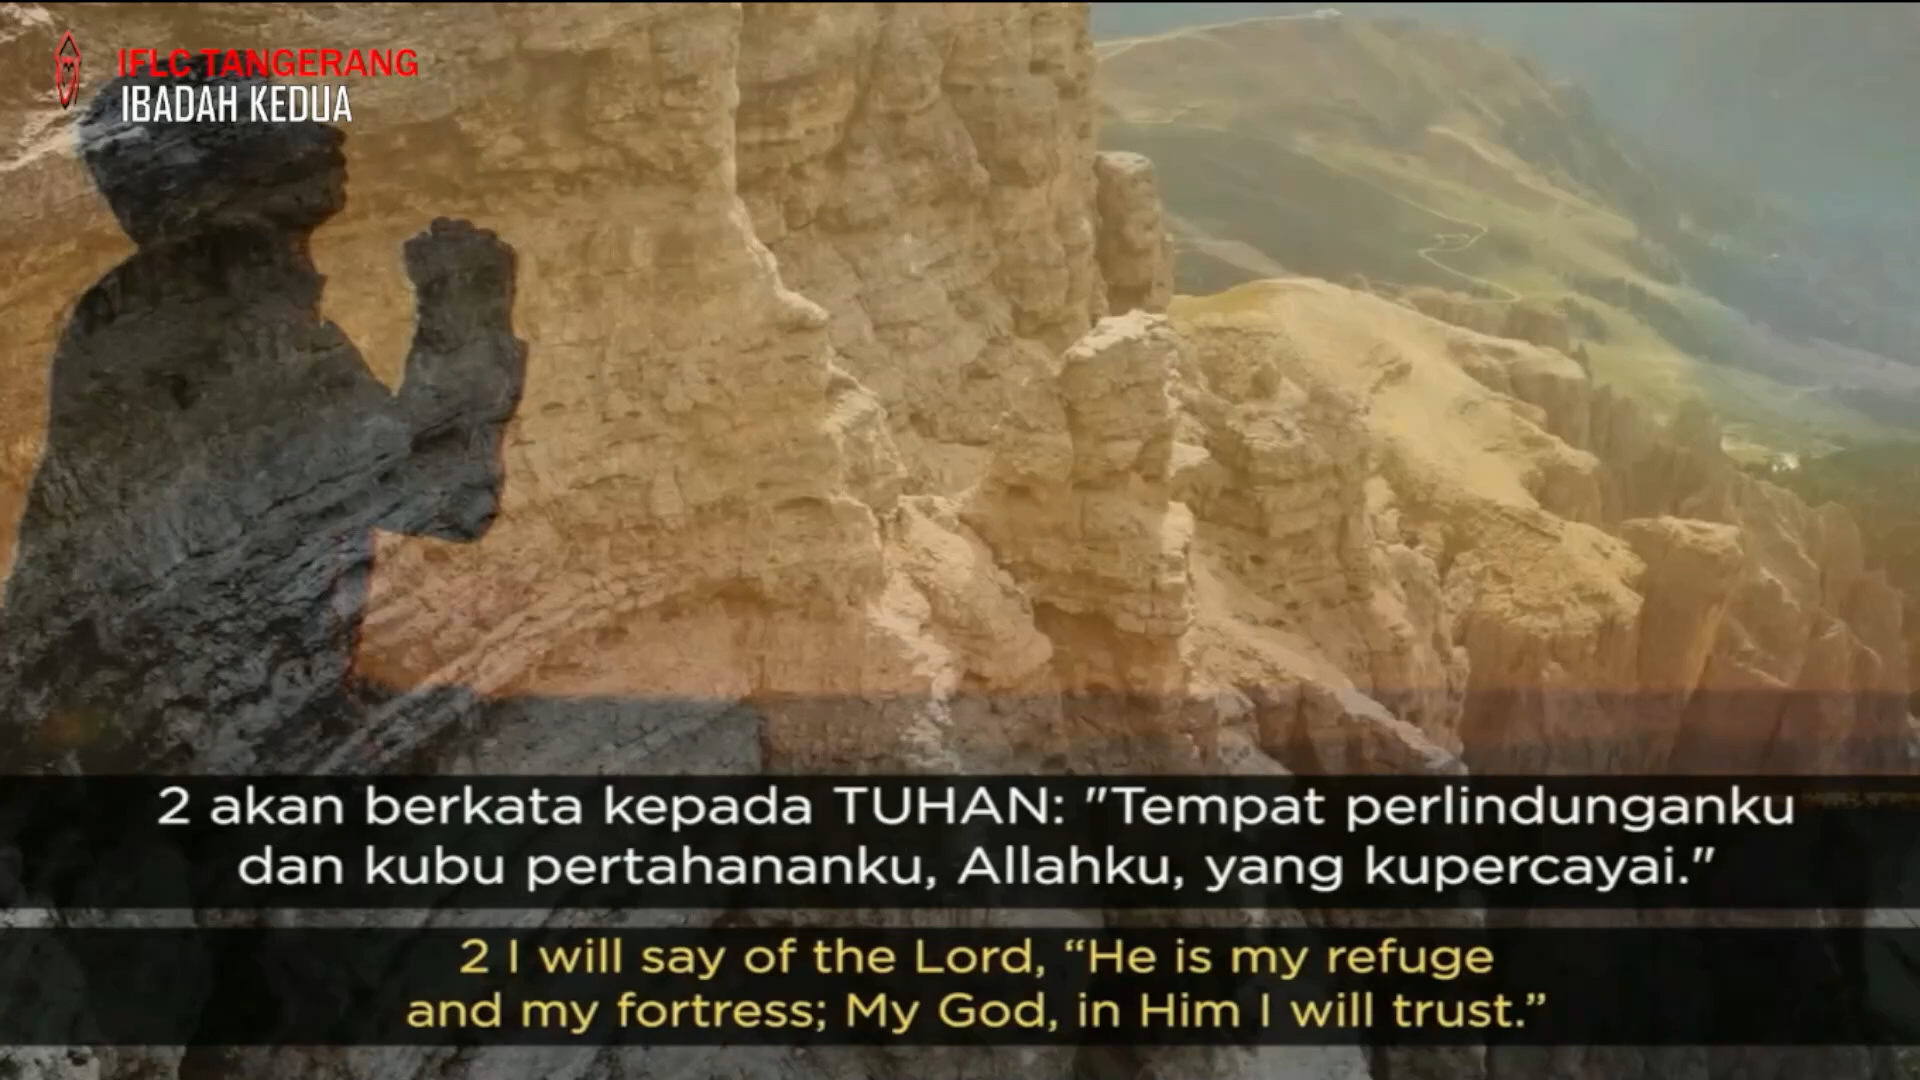 IFLC TANGERANG
IBADAH KEDUA
2 akan berkata kepada TUHAN: "Tempat perlindunganku
dan kubu pertahananku, Allahku, yang kupercayai."
2 I will say of the Lord, “He is my refuge
and my fortress; My God, in Him I will trust.”